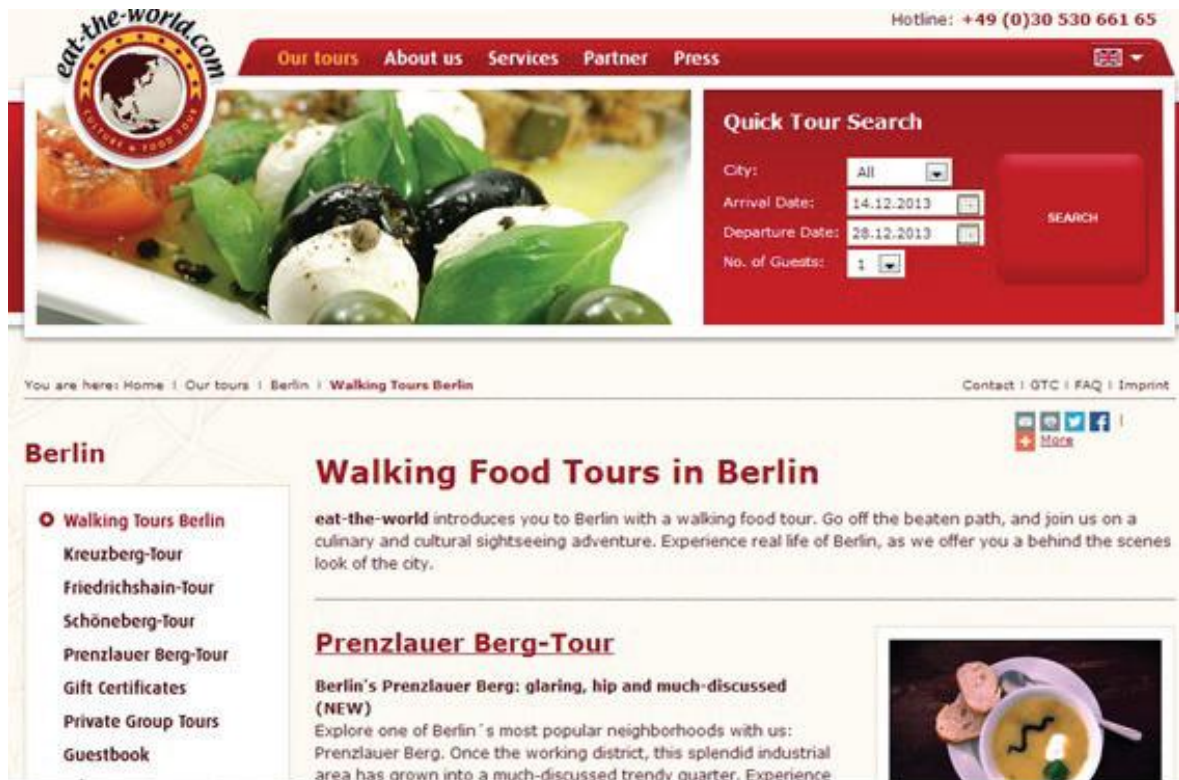 eat-the-world.com
CULTURE & FOOD TOUR
Hotline: +49 (0)30 530 661 65
Our tours About us Services Partner Press
Quick Tour Search
City: All
Arrival Date: 14.12.2013
Departure Date: 28.12.2013
No. of Guests: 1
SEARCH
You are here: Home | Our tours | Berlin | Walking Tours Berlin
Contact | GTC | FAQ | Imprint
More
Berlin
Walking Tours Berlin
Kreuzberg-Tour
Friedrichshain-Tour
Schöneberg-Tour
Prenzlauer Berg-Tour
Gift Certificates
Private Group Tours
Guestbook
Walking Food Tours in Berlin
eat-the-world introduces you to Berlin with a walking food tour. Go off the beaten path, and join us on a
culinary and cultural sightseeing adventure. Experience real life of Berlin, as we offer you a behind the scenes
look of the city.
Prenzlauer Berg-Tour
Berlin's Prenzlauer Berg: glaring, hip and much-discussed
(NEW)
Explore one of Berlin´s most popular neighborhoods with us:
Prenzlauer Berg. Once the working district, this splendid industrial
area has grown into a much-discussed trendy quarter. Experience